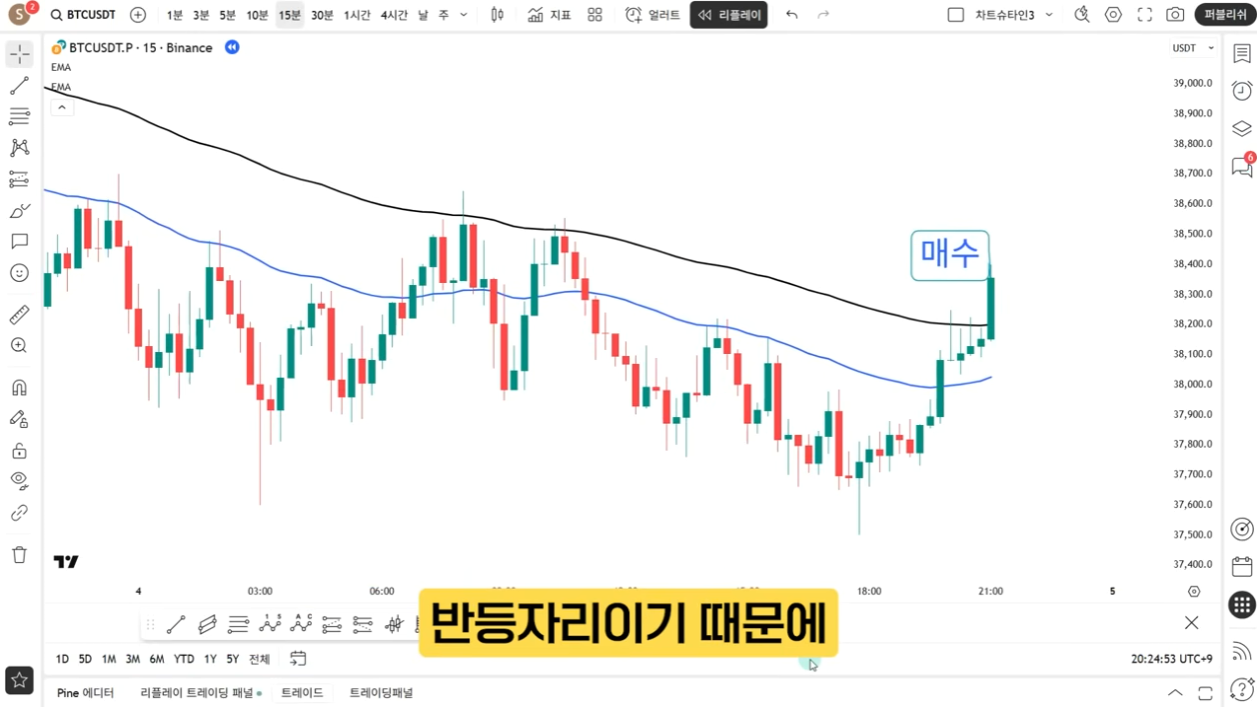 S 2 BTCUSDT 1분 3분 5분 10분 15분 30분 1시간 4시간 날 주 지표 얼러트 리플레이 차트슈타인3 퍼블리쉬
BTCUSDT.P · 15 · Binance
USDT
EMA
EMA
39,000.0
38,900.0
38,800.0
38,700.0
38,600.0
38,500.0
38,400.0
38,300.0
38,200.0
38,100.0
38,000.0
37,900.0
37,800.0
37,700.0
37,600.0
37,500.0
37,400.0
6
매수
4 03:00 06:00 18:00 21:00 5
반등자리이기 때문에
1D 5D 1M 3M 6M YTD 1Y 5Y 전체
20:24:53 UTC+9
Pine 에디터 리플레이 트레이딩 패널 트레이드 트레이딩패널